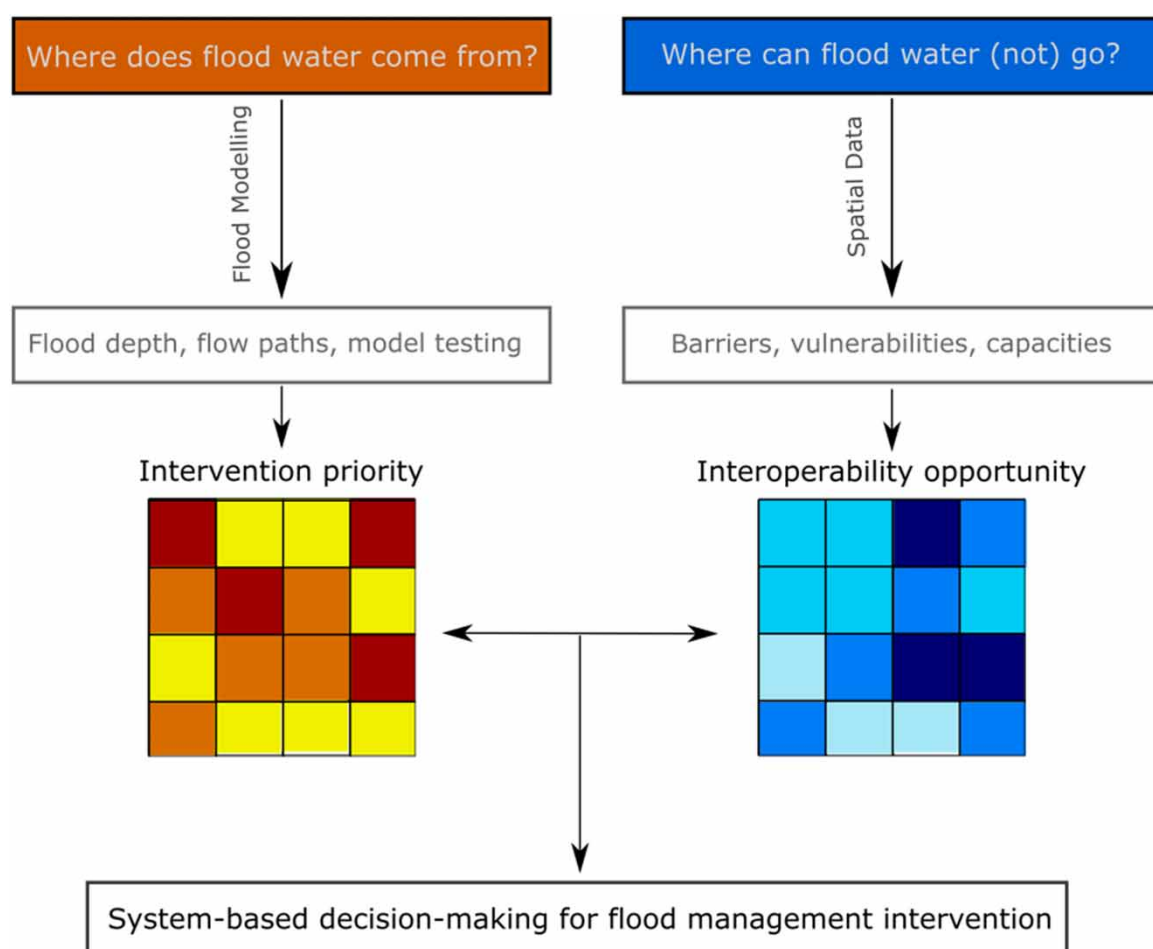 Where does flood water come from?
Where can flood water (not) go?
Flood Modelling
Spatial Data
Flood depth, flow paths, model testing
Barriers, vulnerabilities, capacities
Intervention priority
Interoperability opportunity
System-based decision-making for flood management intervention